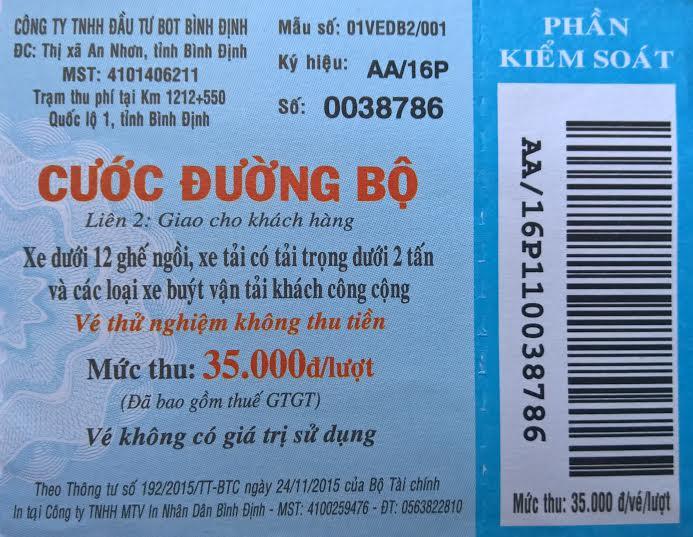 CÔNG TY TNHH ĐẦU TƯ BOT BÌNH ĐỊNH
ĐC: Thị xã An Nhơn, tỉnh Bình Định
MST: 4101406211
Trạm thu phí tại Km 1212+550
Quốc lộ 1, tỉnh Bình Định
Mẫu số: 01VEDB2/001
Ký hiệu: AA/16P
Số: 0038786
CƯỚC ĐƯỜNG BỘ
Liên 2: Giao cho khách hàng
Xe dưới 12 ghế ngồi, xe tải có tải trọng dưới 2 tấn
và các loại xe buýt vận tải khách công cộng
Vé thử nghiệm không thu tiền
Mức thu: 35.000đ/lượt
(Đã bao gồm thuế GTGT)
Vé không có giá trị sử dụng
Theo Thông tư số 192/2015/TT-BTC ngày 24/11/2015 của Bộ Tài chính
In tại Công ty TNHH MTV In Nhân Dân Bình Định - MST: 4100259476 - ĐT: 0563822810
PHẦN
KIỂM SOÁT
AA/16P110038786
Mức thu: 35.000 đ/vé/lượt